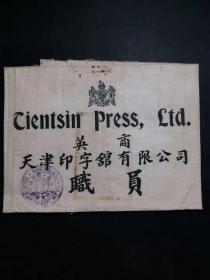 Tientsin Press, Ltd.
英商
天津印字館有限公司
職員